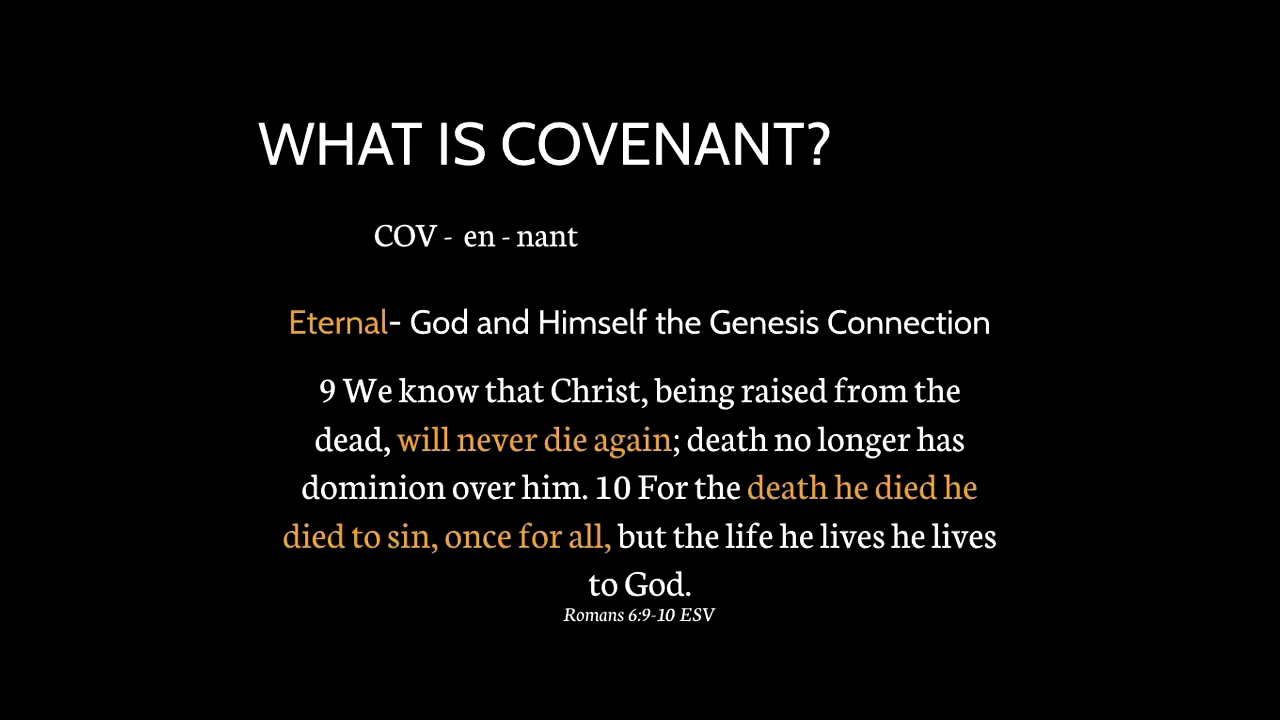 WHAT IS COVENANT?
COV - en - nant
Eternal- God and Himself the Genesis Connection
9 We know that Christ, being raised from the
dead, will never die again; death no longer has
dominion over him. 10 For the death he died he
died to sin, once for all, but the life he lives he lives
to God.
Romans 6:9-10 ESV